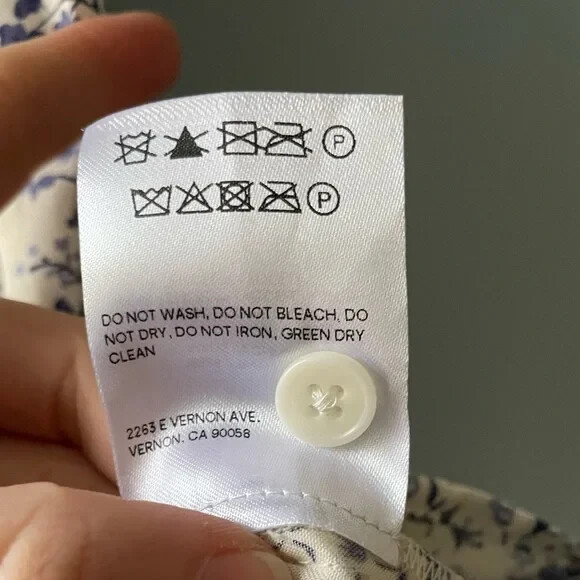 P
P
DO NOT WASH, DO NOT BLEACH, DO
NOT DRY, DO NOT IRON, GREEN DRY
CLEAN
2263 E VERNON AVE.
VERNON, CA 90058